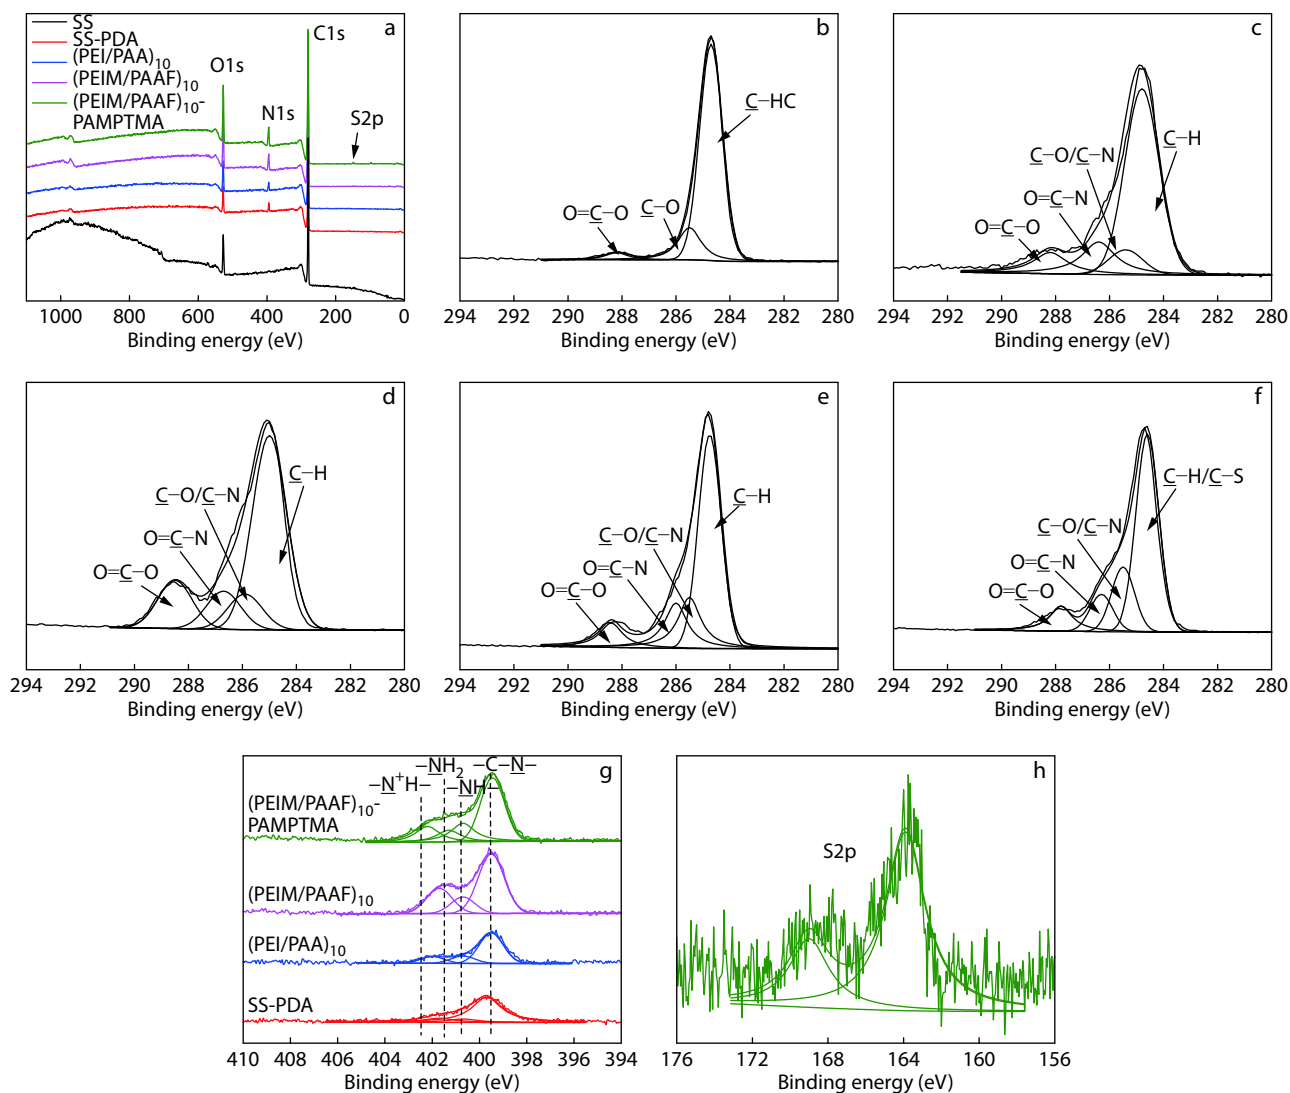 a
SS
SS-PDA
(PEI/PAA)₁₀
(PEIM/PAAF)₁₀
(PEIM/PAAF)₁₀-
PAMPTMA
O1s
N1s
C1s
S2p
1000 800 600 400 200 0
Binding energy (eV)
b
C−HC
C−O
O=C−O
294 292 290 288 286 284 282 280
Binding energy (eV)
c
C−H
C−O/C−N
O=C−N
O=C−O
294 292 290 288 286 284 282 280
Binding energy (eV)
d
C−H
C−O/C−N
O=C−N
O=C−O
294 292 290 288 286 284 282 280
Binding energy (eV)
e
C−H
C−O/C−N
O=C−N
O=C−O
294 292 290 288 286 284 282 280
Binding energy (eV)
f
C−H/C−S
C−O/C−N
O=C−N
O=C−O
294 292 290 288 286 284 282 280
Binding energy (eV)
g
−N⁺H−
−NH₂
−NH−
−C−N−
(PEIM/PAAF)₁₀-
PAMPTMA
(PEIM/PAAF)₁₀
(PEI/PAA)₁₀
SS-PDA
410 408 406 404 402 400 398 396 394
Binding energy (eV)
h
S2p
176 172 168 164 160 156
Binding energy (eV)